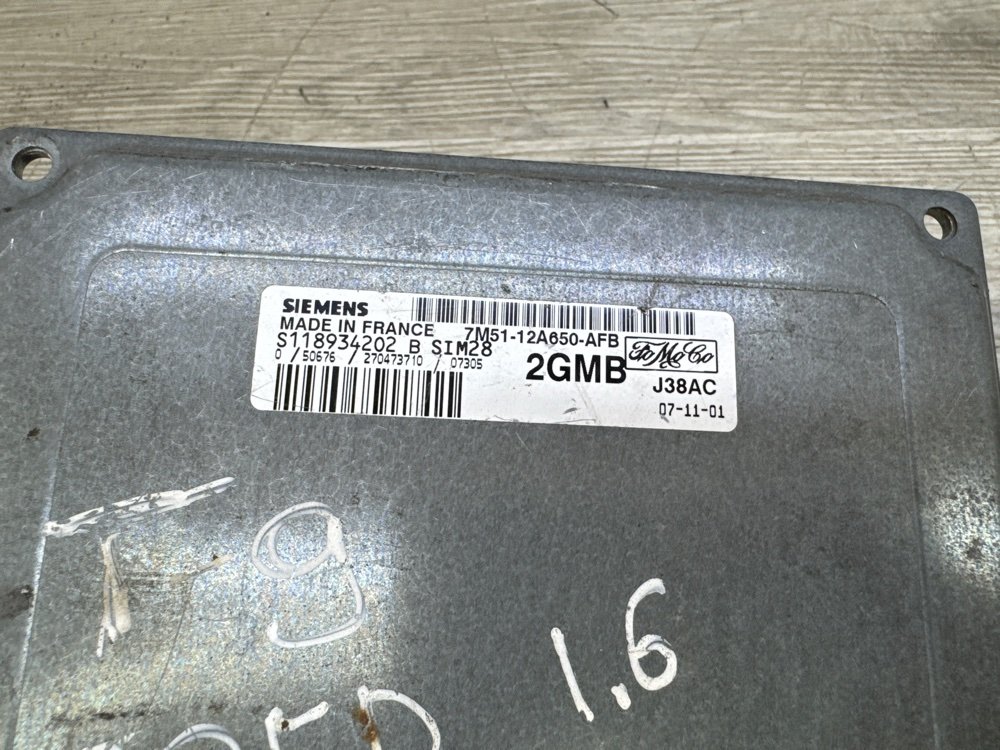 SIEMENS
MADE IN FRANCE 7M51-12A650-AFB
S118934202 B SIM28
0 / 50676 / 270473710 / 07305
2GMB
FoMoCo
J38AC
07-11-01
1.6